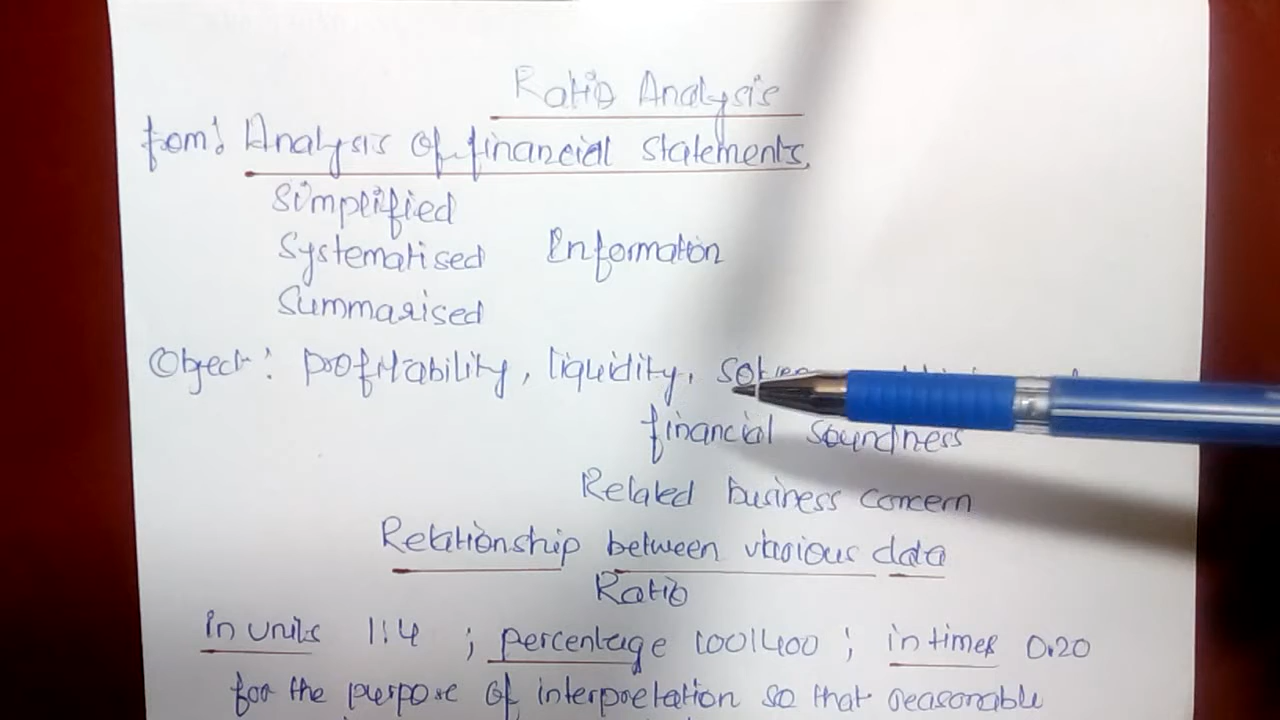 Ratio Analysis
from: Analysis of financial statements.
Simplified
Systematised Information
Summarised
Object: profitability, liquidity,
financial soundness
Related business concern
Relationship between various data
Ratio
in units 1:4 ; percentage 100/400 ; in times 0.20
for the purpose of interpretation so that reasonable